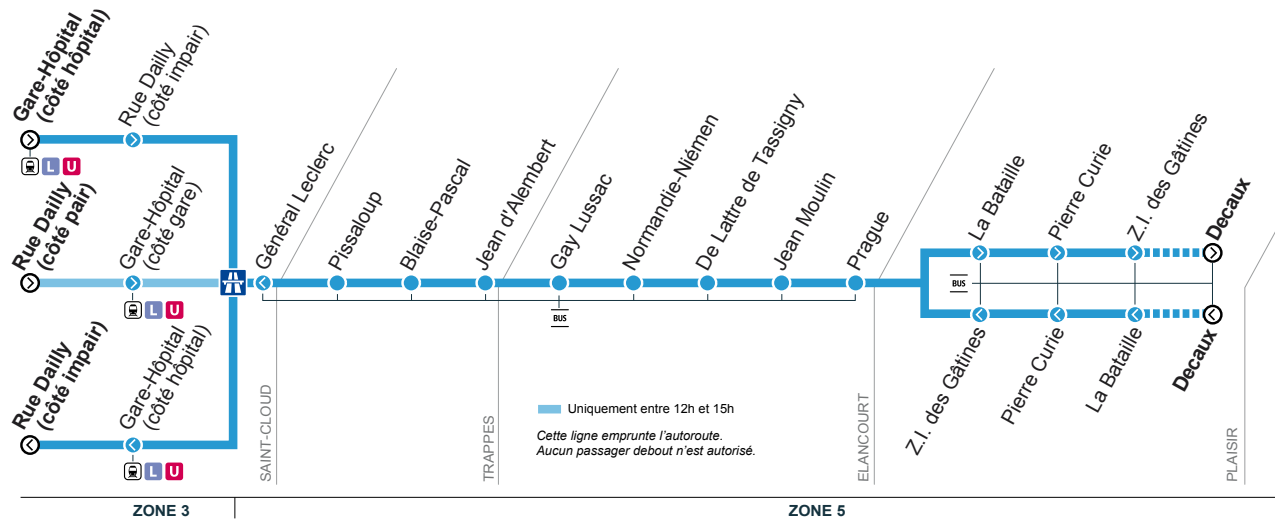 Gare-Hôpital
(côté hôpital)
Rue Dailly
(côté impair)
L U
Rue Dailly
(côté pair)
Gare-Hôpital
(côté gare)
L U
Rue Dailly
(côté impair)
Gare-Hôpital
(côté hôpital)
L U
Général Leclerc
Pissaloup
Blaise-Pascal
Jean d'Alembert
Gay Lussac
BUS
Normandie-Niémen
De Lattre de Tassigny
Jean Moulin
Prague
La Bataille
Pierre Curie
Z.I. des Gâtines
Decaux
BUS
Z.I. des Gâtines
Pierre Curie
La Bataille
Decaux
SAINT-CLOUD
TRAPPES
ELANCOURT
PLAISIR
Uniquement entre 12h et 15h
Cette ligne emprunte l'autoroute.
Aucun passager debout n'est autorisé.
ZONE 3
ZONE 5